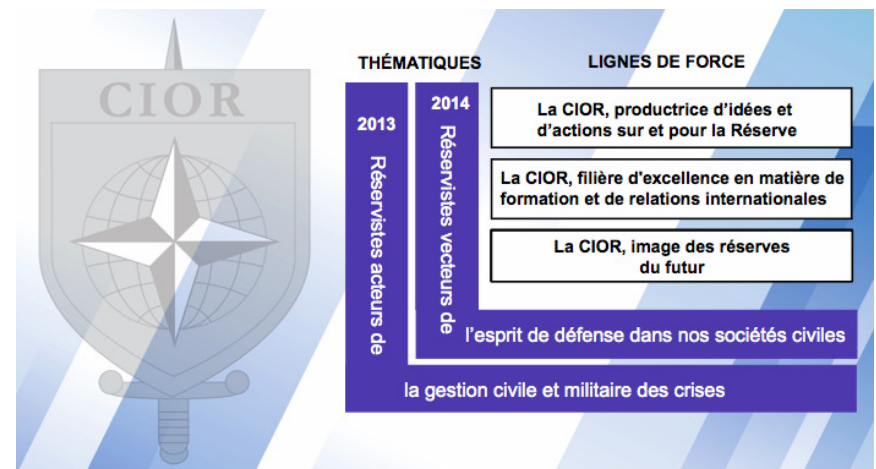 CIOR
THÉMATIQUES
LIGNES DE FORCE
2013
Réservistes acteurs de
la gestion civile et militaire des crises
2014
Réservistes vecteurs de
l'esprit de défense dans nos sociétés civiles
La CIOR, productrice d'idées et
d'actions sur et pour la Réserve
La CIOR, filière d'excellence en matière de
formation et de relations internationales
La CIOR, image des réserves
du futur